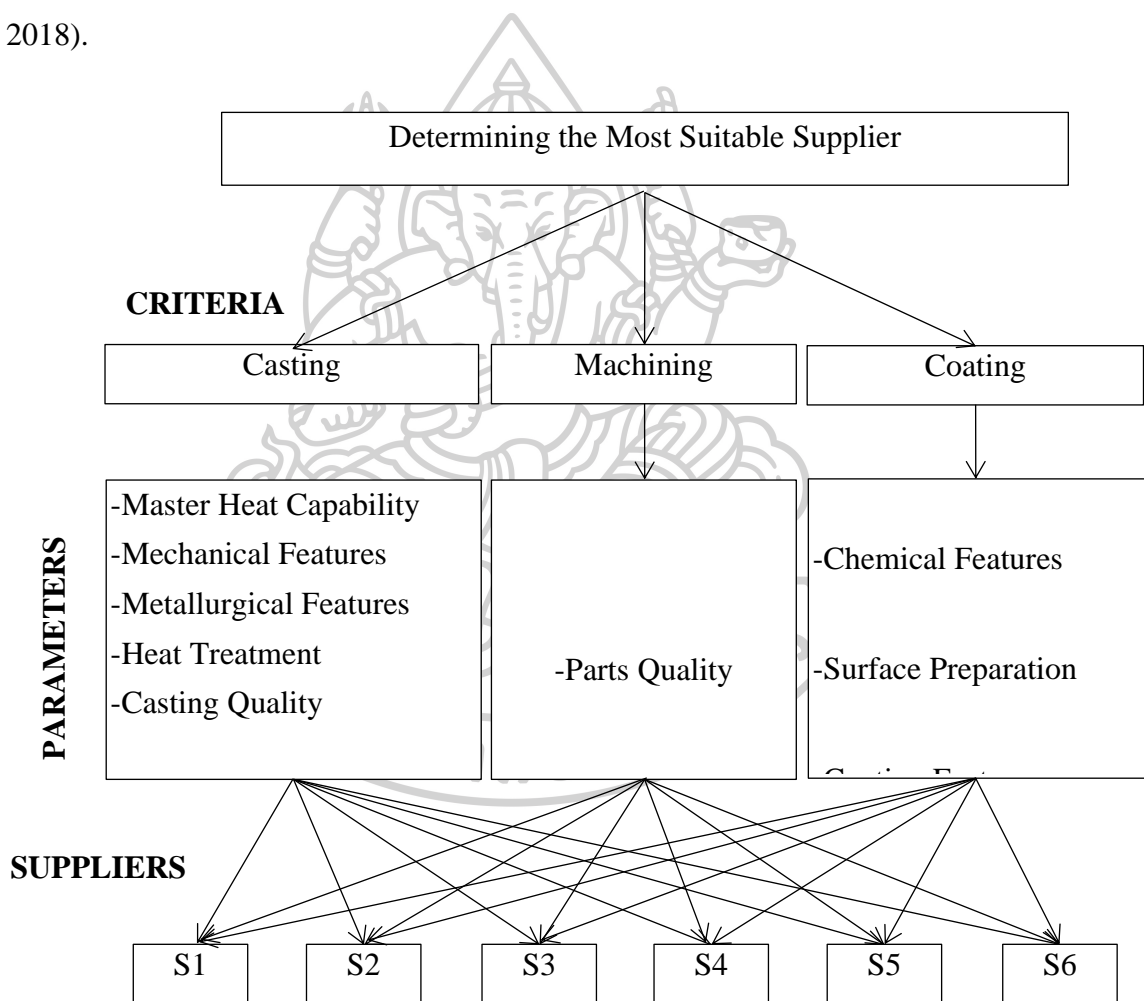 2018).
Determining the Most Suitable Supplier
CRITERIA
Casting
Machining
Coating
PARAMETERS
-Master Heat Capability
-Mechanical Features
-Metallurgical Features
-Heat Treatment
-Casting Quality
-Parts Quality
-Chemical Features
-Surface Preparation
SUPPLIERS
S1
S2
S3
S4
S5
S6